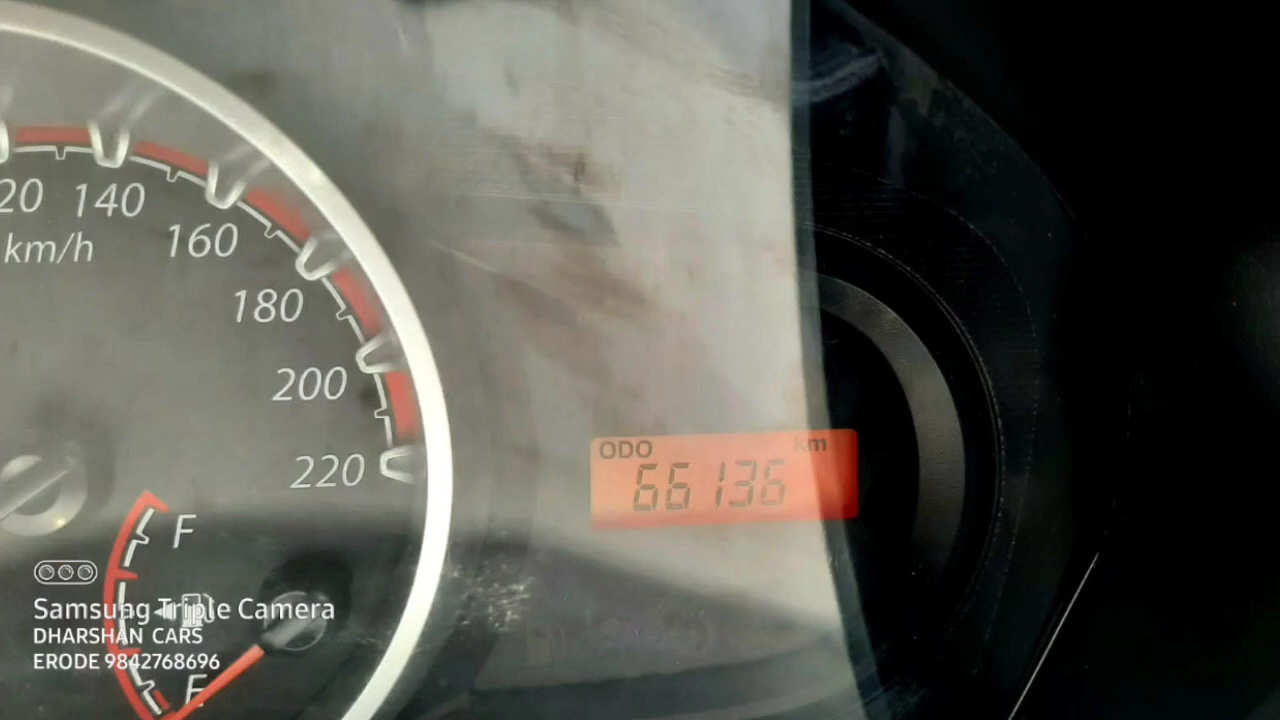 20 140
km/h
160
180
200
220
ODO km
66136
F
E
Samsung Triple Camera
DHARSHAN CARS
ERODE 9842768696